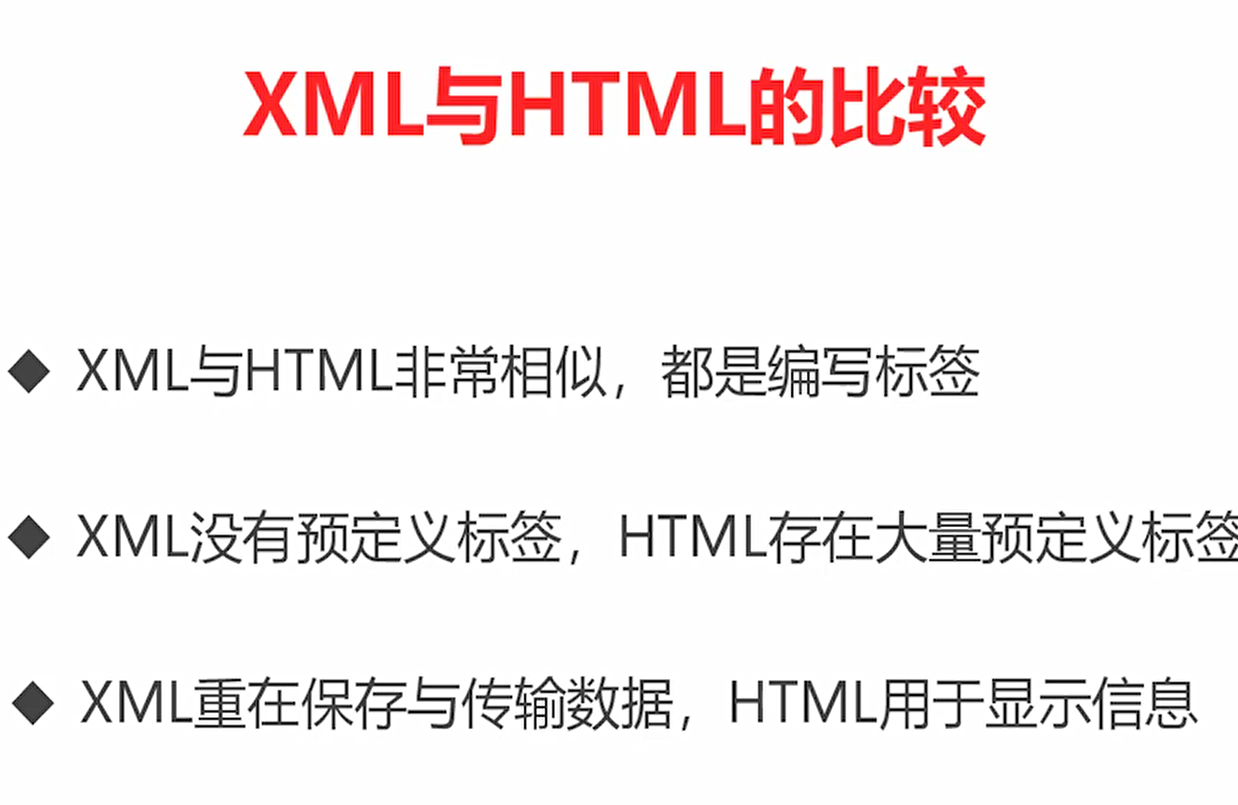 XML与HTML的比较
◆ XML与HTML非常相似，都是编写标签
◆ XML没有预定义标签，HTML存在大量预定义标签
◆ XML重在保存与传输数据，HTML用于显示信息